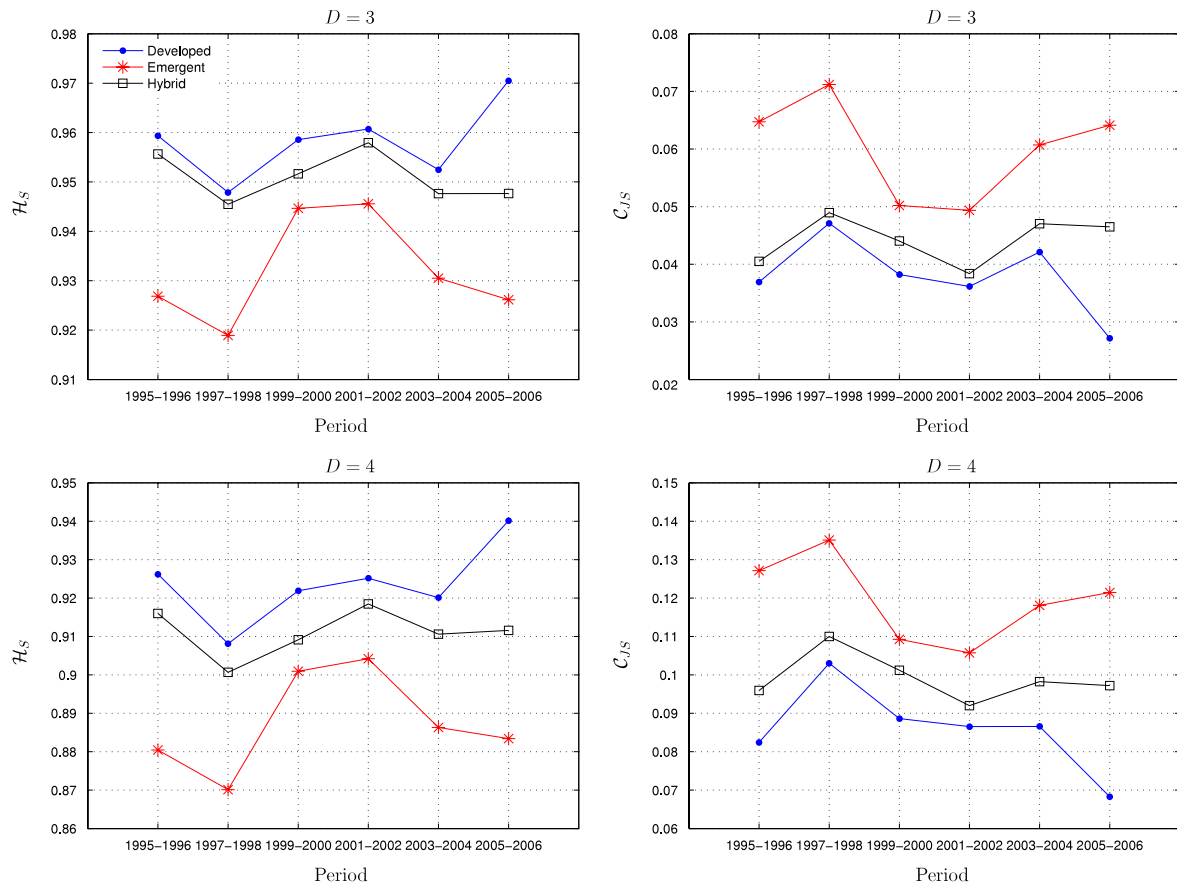 D = 3
0.98
0.97
0.96
0.95
0.94
0.93
0.92
0.91
H_S
Developed
Emergent
Hybrid
1995−1996 1997−1998 1999−2000 2001−2002 2003−2004 2005−2006
Period
D = 3
0.08
0.07
0.06
0.05
0.04
0.03
0.02
C_JS
1995−1996 1997−1998 1999−2000 2001−2002 2003−2004 2005−2006
Period
D = 4
0.95
0.94
0.93
0.92
0.91
0.9
0.89
0.88
0.87
0.86
H_S
1995−1996 1997−1998 1999−2000 2001−2002 2003−2004 2005−2006
Period
D = 4
0.15
0.14
0.13
0.12
0.11
0.1
0.09
0.08
0.07
0.06
C_JS
1995−1996 1997−1998 1999−2000 2001−2002 2003−2004 2005−2006
Period